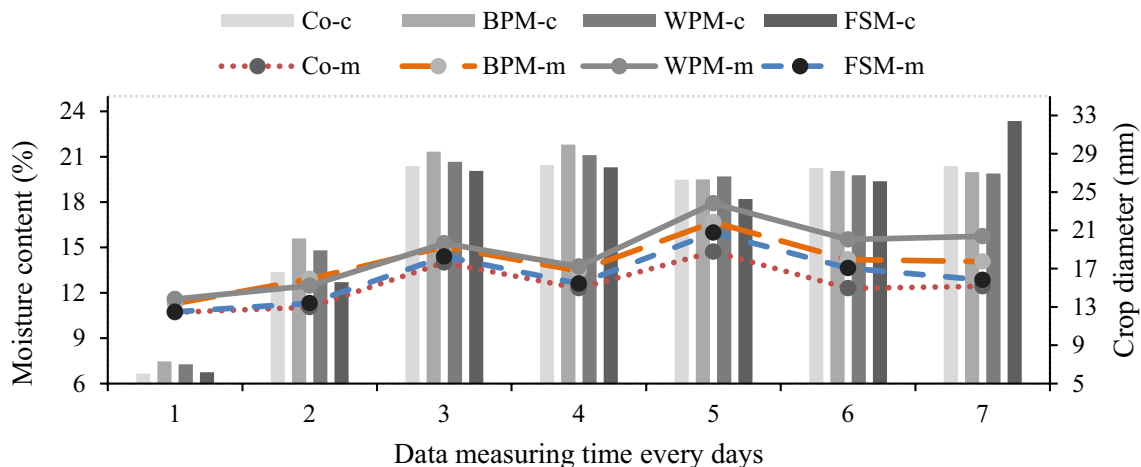 Co-c BPM-c WPM-c FSM-c
Co-m BPM-m WPM-m FSM-m
24
21
18
15
12
9
6
Moisture content (%)
33
29
25
21
17
13
9
5
Crop diameter (mm)
1 2 3 4 5 6 7
Data measuring time every days